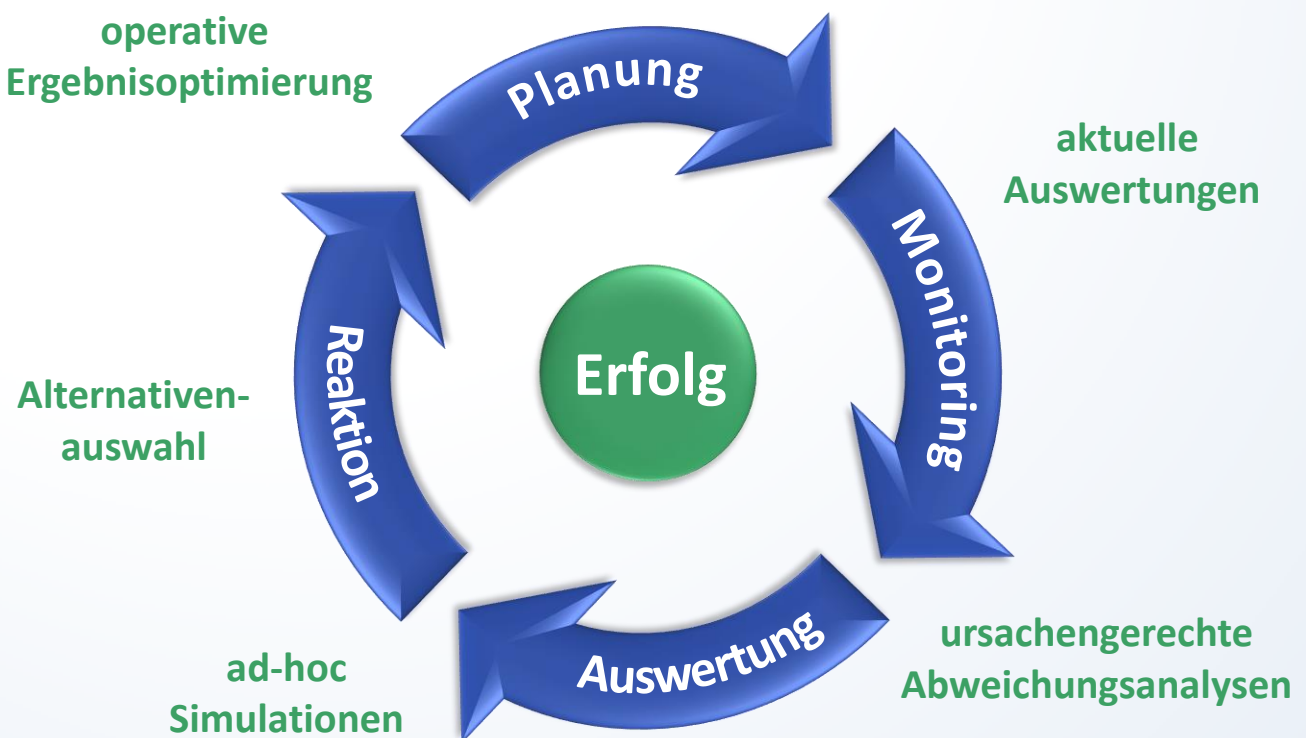 operative
Ergebnisoptimierung
Planung
aktuelle
Auswertungen
Monitoring
Erfolg
Reaktion
Alternativen-
auswahl
ursachengerechte
Abweichungsanalysen
Auswertung
ad-hoc
Simulationen